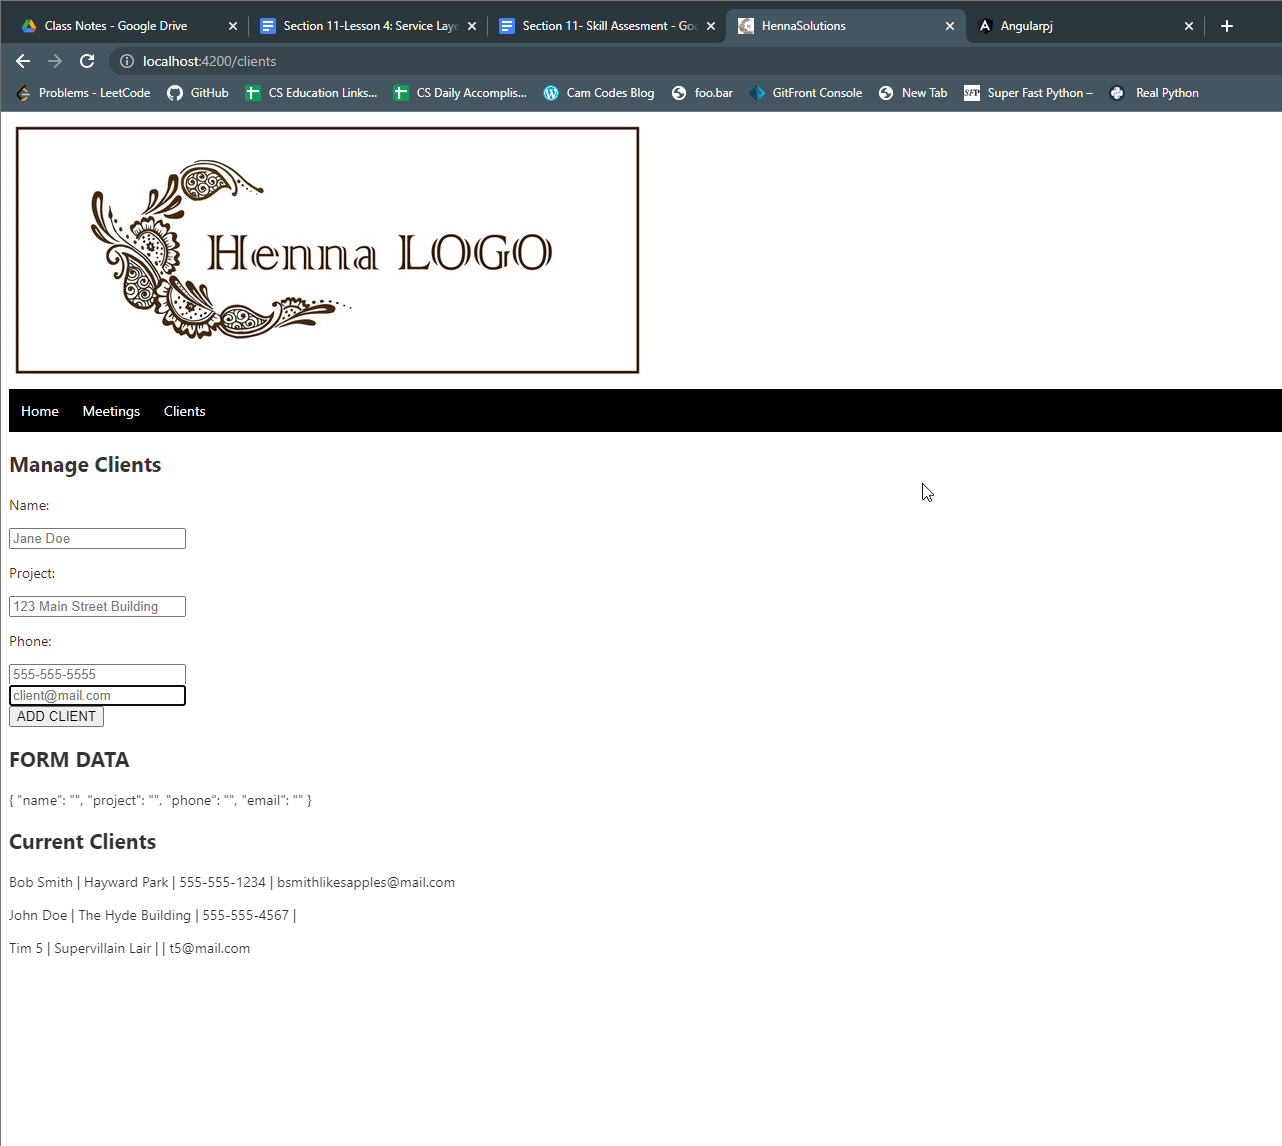 Class Notes - Google Drive
Section 11-Lesson 4: Service Laye
Section 11- Skill Assesment - Goo
HennaSolutions
Angularpj
localhost:4200/clients
Problems - LeetCode
GitHub
CS Education Links...
CS Daily Accomplis...
Cam Codes Blog
foo.bar
GitFront Console
New Tab
SFP
Super Fast Python –
Real Python
Henna LOGO
Home Meetings Clients
Manage Clients
Name:
Jane Doe
Project:
123 Main Street Building
Phone:
555-555-5555
client@mail.com
ADD CLIENT
FORM DATA
{ "name": "", "project": "", "phone": "", "email": "" }
Current Clients
Bob Smith | Hayward Park | 555-555-1234 | bsmithlikesapples@mail.com
John Doe | The Hyde Building | 555-555-4567 |
Tim 5 | Supervillain Lair | | t5@mail.com